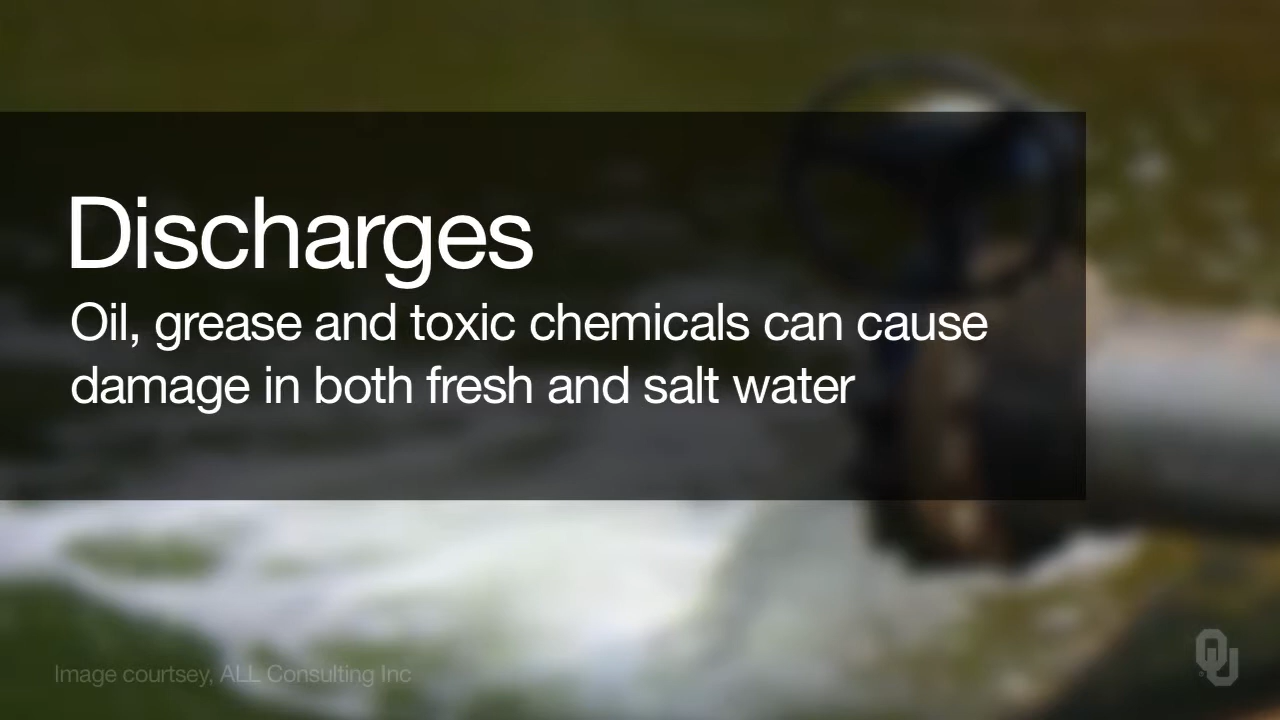 Discharges
Oil, grease and toxic chemicals can cause
damage in both fresh and salt water
Image courtsey, ALL Consulting Inc
OU